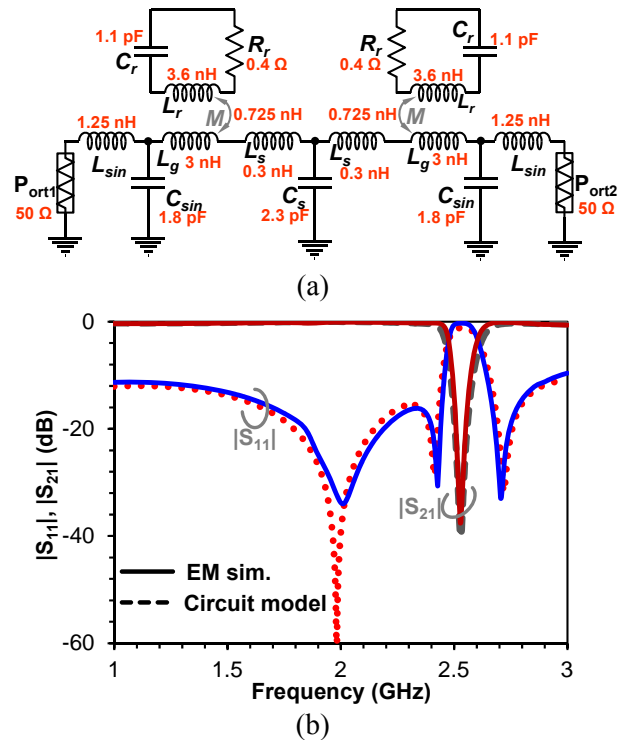 1.1 pF
C_r
R_r
0.4 Ω
3.6 nH
L_r
R_r
0.4 Ω
C_r
1.1 pF
3.6 nH
L_r
1.25 nH
M
0.725 nH
0.725 nH
M
1.25 nH
P_ort1
50 Ω
L_sin
L_g
3 nH
L_s
0.3 nH
L_s
0.3 nH
L_g
3 nH
L_sin
P_ort2
50 Ω
C_sin
1.8 pF
C_s
2.3 pF
C_sin
1.8 pF
(a)
|S_11|, |S_21| (dB)
0
-20
-40
-60
|S_11|
|S_21|
EM sim.
Circuit model
1
1.5
2
2.5
3
Frequency (GHz)
(b)